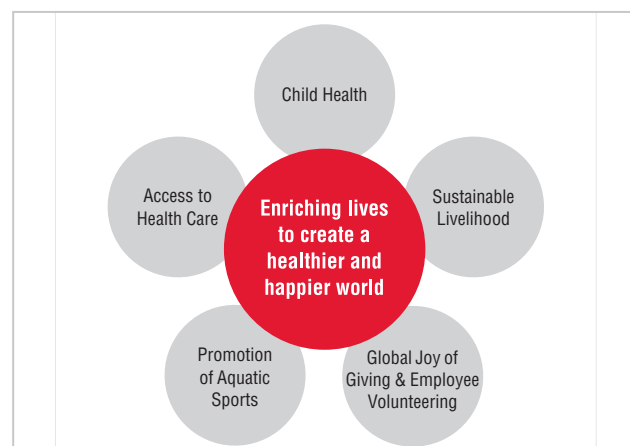 Child Health
Access to
Health Care
Enriching lives
to create a
healthier and
happier world
Sustainable
Livelihood
Promotion
of Aquatic
Sports
Global Joy of
Giving & Employee
Volunteering